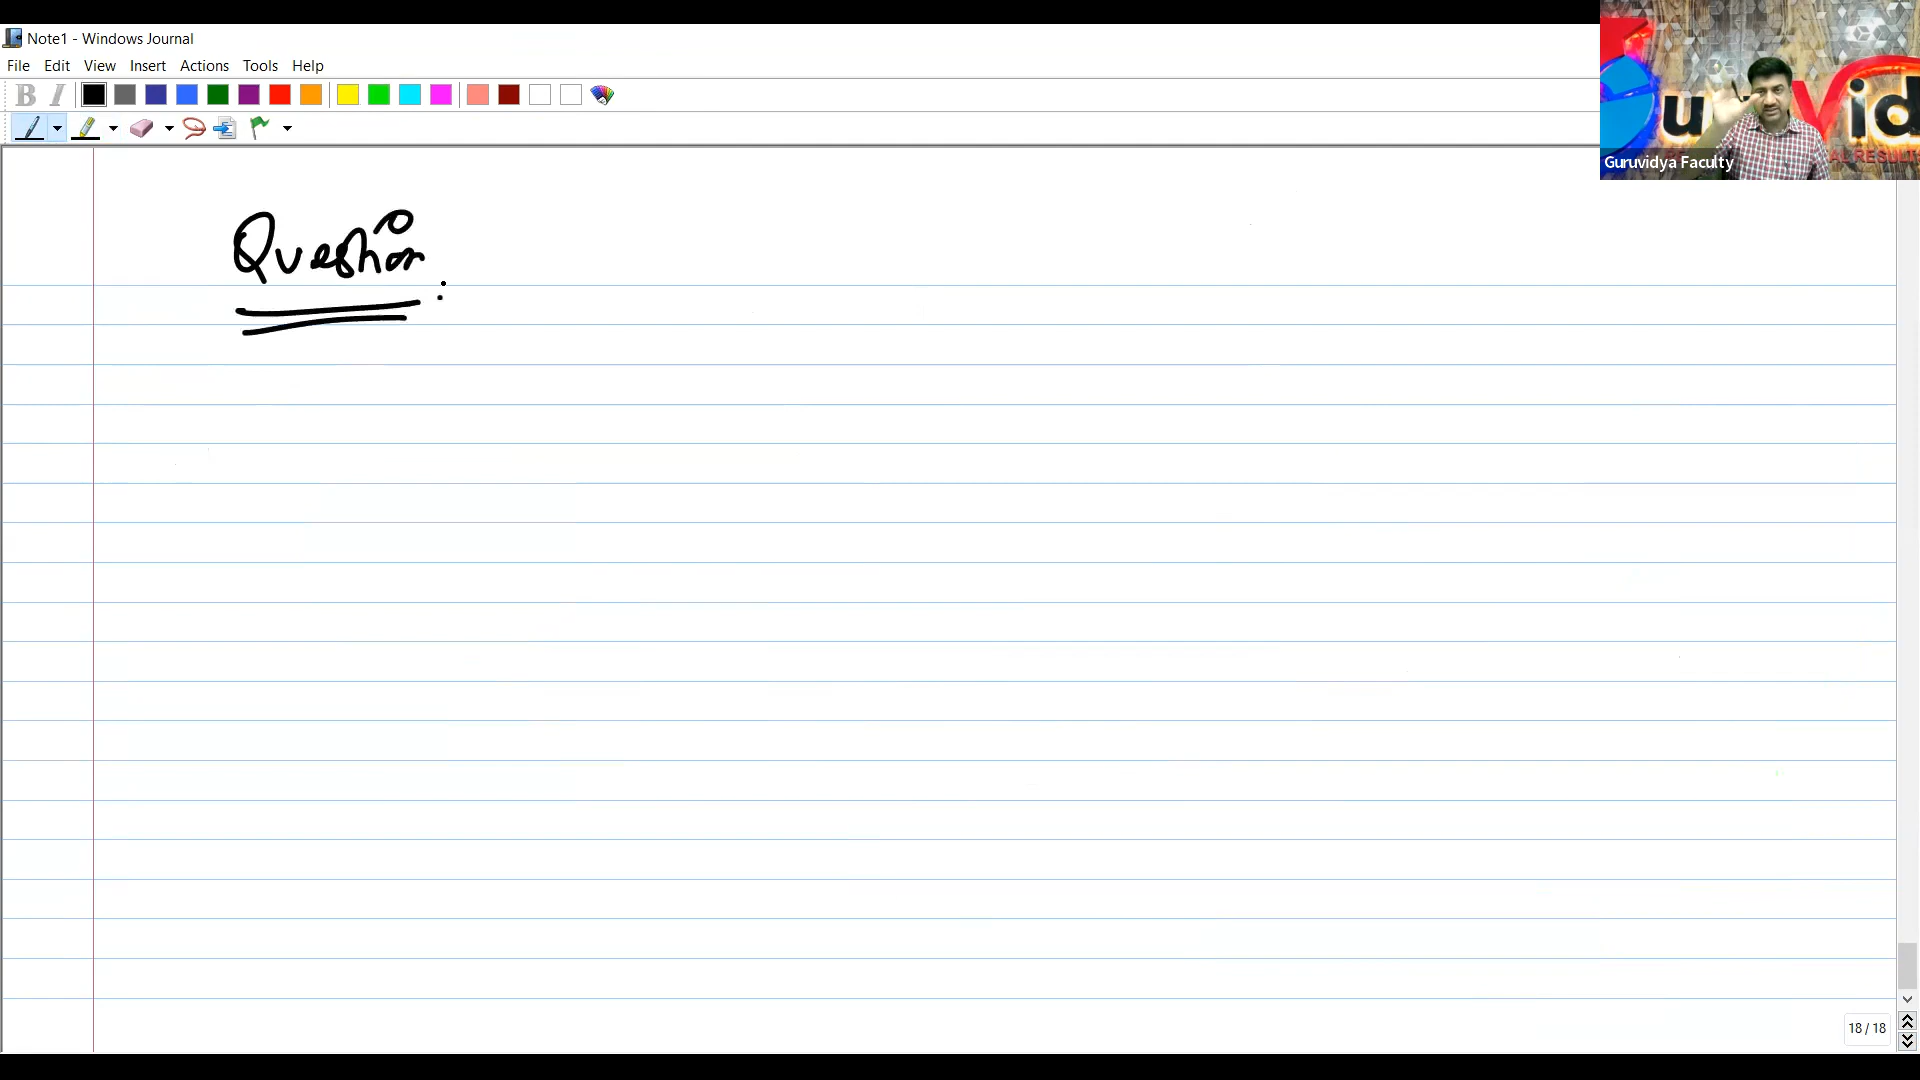 Note1 - Windows Journal
File Edit View Insert Actions Tools Help
B I
Guruvidya Faculty
Question :
18 / 18